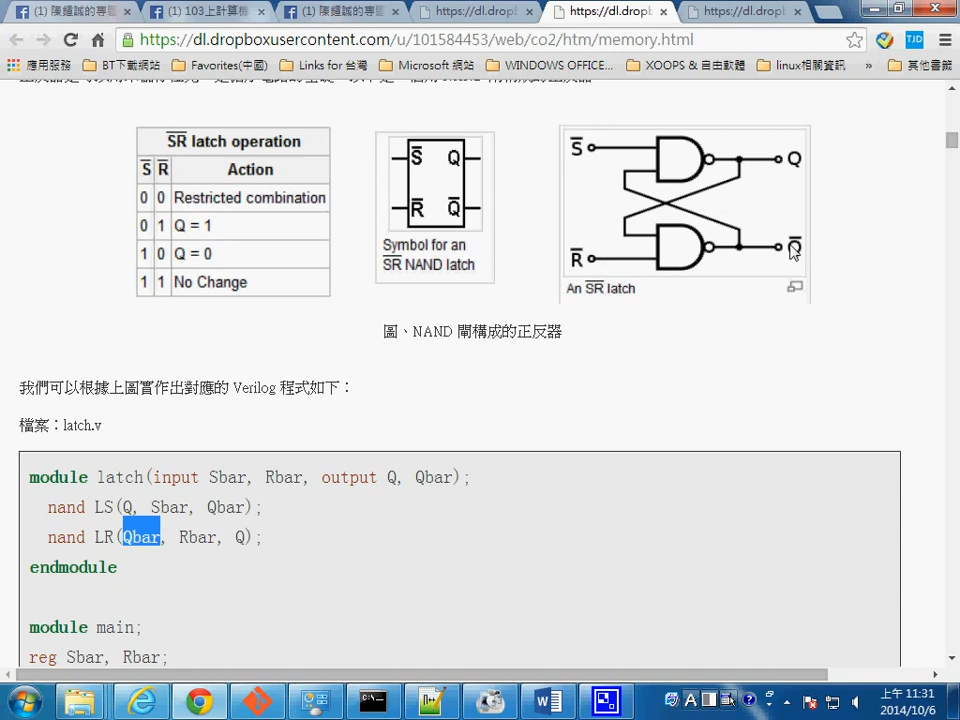 (1) 陳鍾誠的專
(1) 103上計算機
(1) 陳鍾誠的專
https://dl.dropb
https://dl.dropb
https://dl.dropb
https://dl.dropboxusercontent.com/u/101584453/web/co2/htm/memory.html
TJD
應用服務 BT下載網站 Favorites(中國) Links for 台灣 Microsoft 網站 WINDOWS OFFICE... XOOPS & 自由軟體 linux相關資訊 » 其他書籤
S̅R̅ latch operation
S̅ R̅ Action
0 0 Restricted combination
0 1 Q = 1
1 0 Q = 0
1 1 No Change
S̅ Q
R̅ Q̅
Symbol for an
S̅R̅ NAND latch
S̅ Q
R̅ Q̅
An S̅R̅ latch
圖、NAND 閘構成的正反器
我們可以根據上圖實作出對應的 Verilog 程式如下：
檔案：latch.v
module latch(input Sbar, Rbar, output Q, Qbar);
nand LS(Q, Sbar, Qbar);
nand LR(Qbar, Rbar, Q);
endmodule
module main;
reg Sbar, Rbar;
A
上午 11:31
2014/10/6